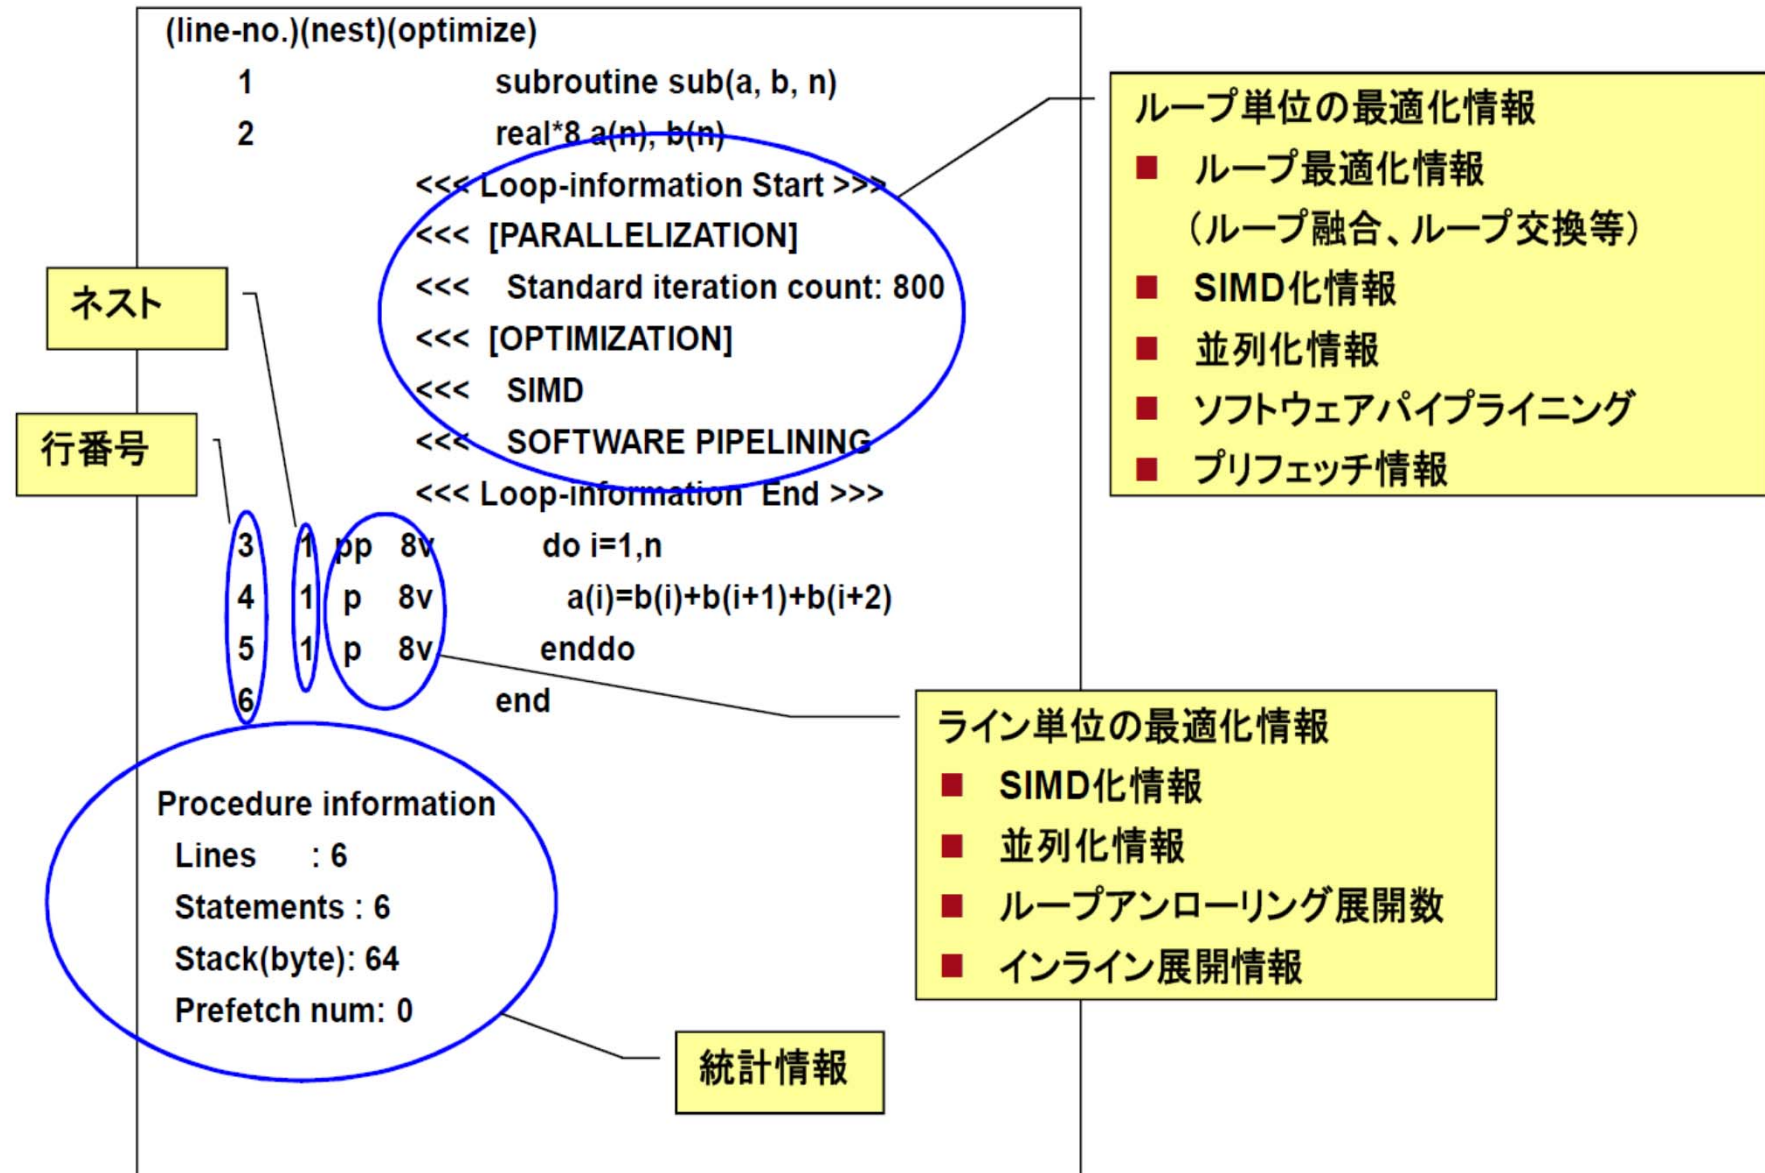 (line-no.)(nest)(optimize)
1 subroutine sub(a, b, n)
2 real*8 a(n), b(n)
<<< Loop-information Start >>>
<<< [PARALLELIZATION]
<<< Standard iteration count: 800
<<< [OPTIMIZATION]
<<< SIMD
<<< SOFTWARE PIPELINING
<<< Loop-information End >>>
3 1 pp 8v do i=1,n
4 1 p 8v a(i)=b(i)+b(i+1)+b(i+2)
5 1 p 8v enddo
6 end
Procedure information
Lines : 6
Statements : 6
Stack(byte): 64
Prefetch num: 0
ネスト
行番号
ループ単位の最適化情報
■ ループ最適化情報
（ループ融合、ループ交換等）
■ SIMD化情報
■ 並列化情報
■ ソフトウェアパイプライニング
■ プリフェッチ情報
ライン単位の最適化情報
■ SIMD化情報
■ 並列化情報
■ ループアンローリング展開数
■ インライン展開情報
統計情報